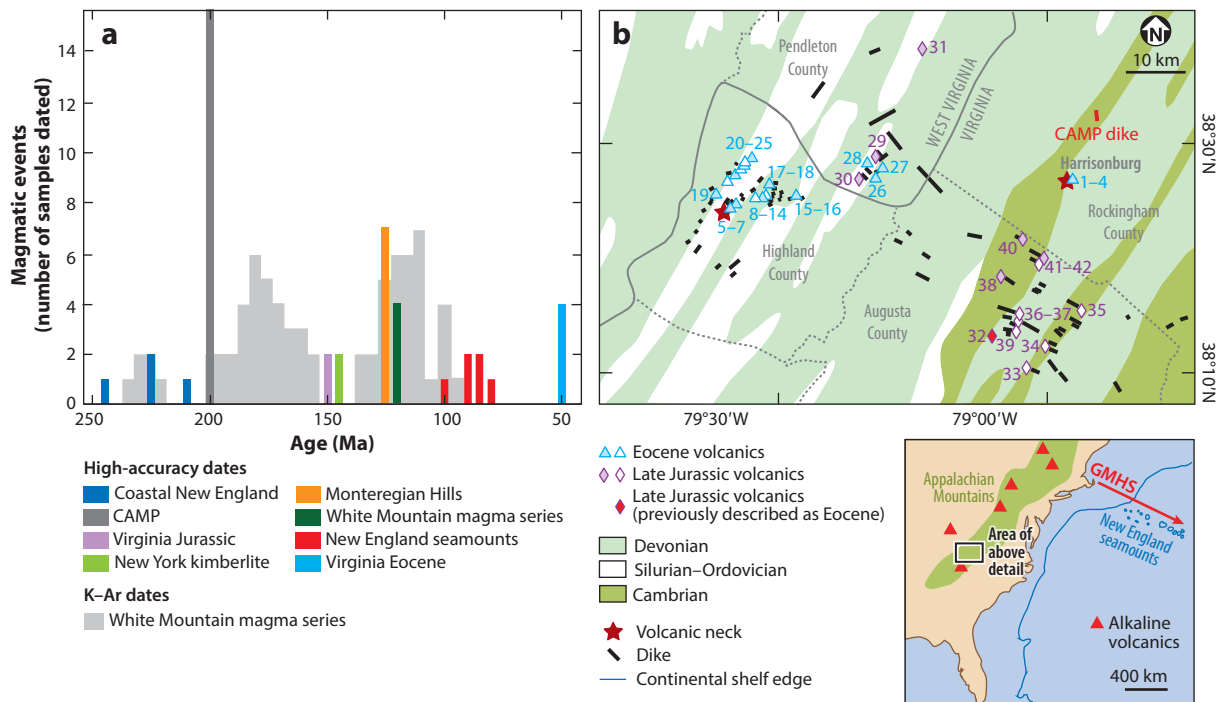 a
Magmatic events
(number of samples dated)
14
12
10
8
6
4
2
0
250
200
150
100
50
Age (Ma)
High-accuracy dates
Coastal New England
CAMP
Virginia Jurassic
New York kimberlite
Monteregian Hills
White Mountain magma series
New England seamounts
Virginia Eocene
K–Ar dates
White Mountain magma series
b
N
10 km
Pendleton
County
31
WEST VIRGINIA
VIRGINIA
CAMP dike
38°30'N
Harrisonburg
1–4
Rockingham
County
20–25
17–18
19
5–7
8–14
15–16
29
28
27
30
26
Highland
County
Augusta
County
40
41–42
38
36–37
35
32
39
34
33
38°1'0'N
79°30'W
79°00'W
Eocene volcanics
Late Jurassic volcanics
Late Jurassic volcanics
(previously described as Eocene)
Devonian
Silurian–Ordovician
Cambrian
Volcanic neck
Dike
Continental shelf edge
Appalachian
Mountains
GMHS
New England
seamounts
Area of
above
detail
Alkaline
volcanics
400 km